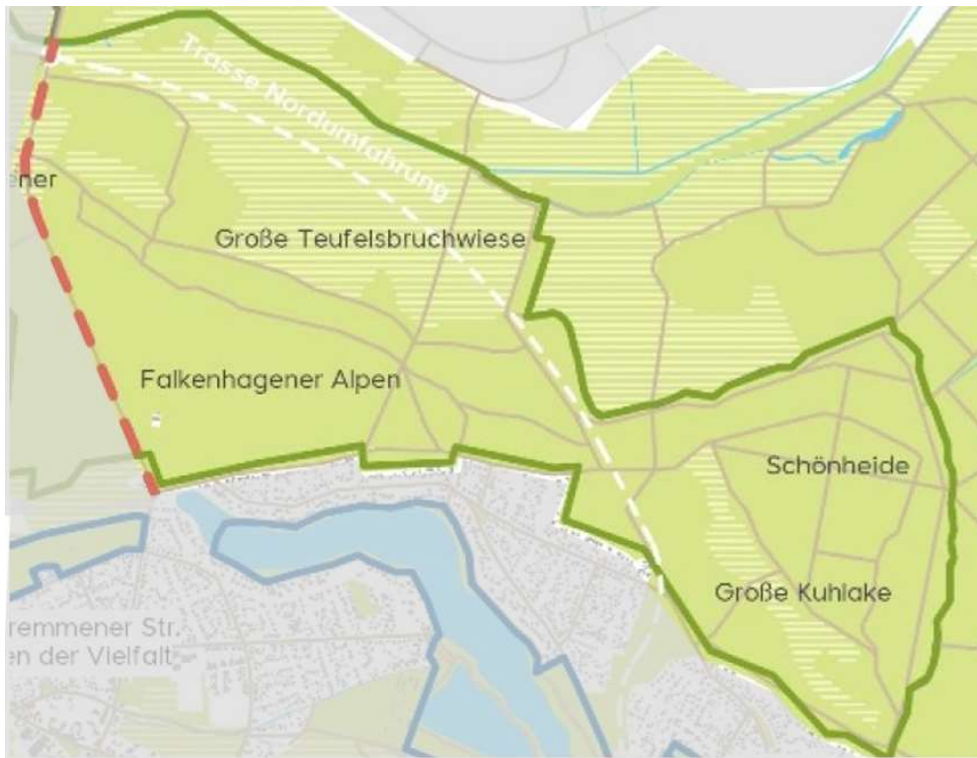 Trasse Nordumfahrung
ener
Große Teufelsbruchwiese
Falkenhagener Alpen
Schönheide
Große Kuhlake
remmener Str.
en der Vielfalt